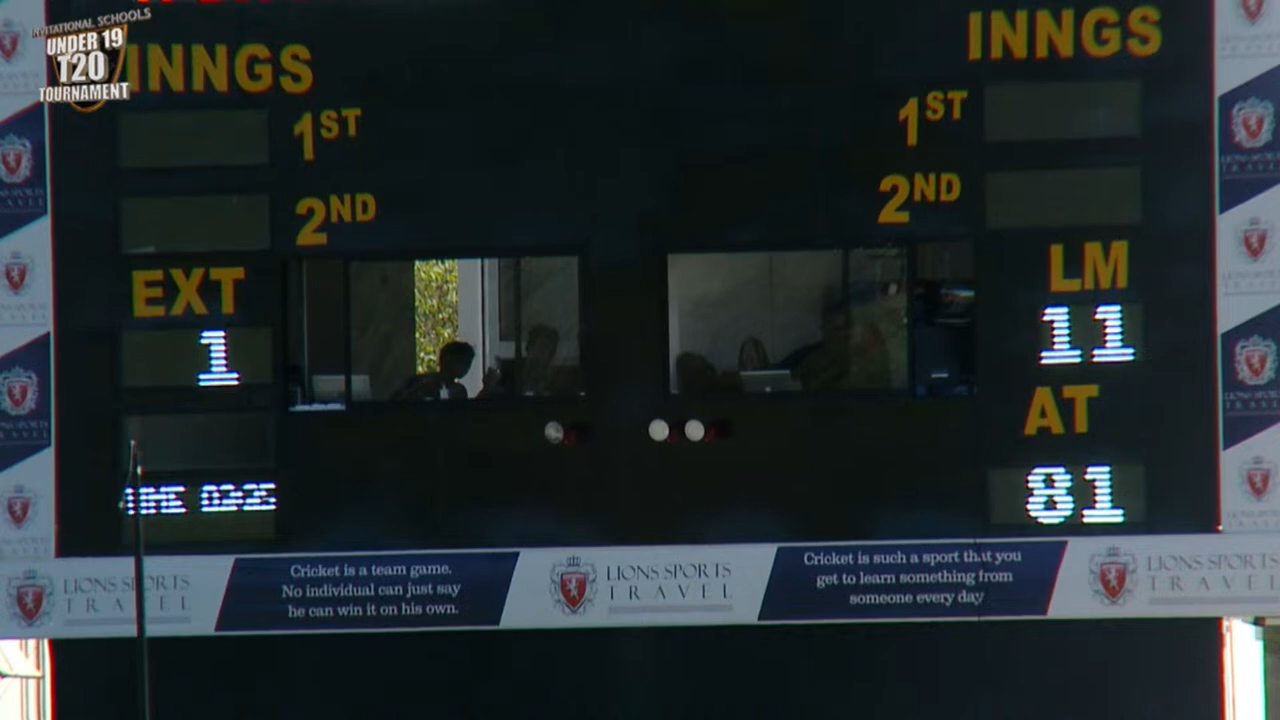 INVITATIONAL SCHOOLS
UNDER 19
T20
TOURNAMENT
INNGS
1ST
2ND
EXT
1
TIME 03:25
INNGS
1ST
2ND
LM
11
AT
81
LIONS SPORTS
TRAVEL
Cricket is a team game.
No individual can just say
he can win it on his own.
LIONS SPORTS
TRAVEL
Cricket is such a sport that you
get to learn something from
someone every day
LIONS SPORTS
TRAVEL